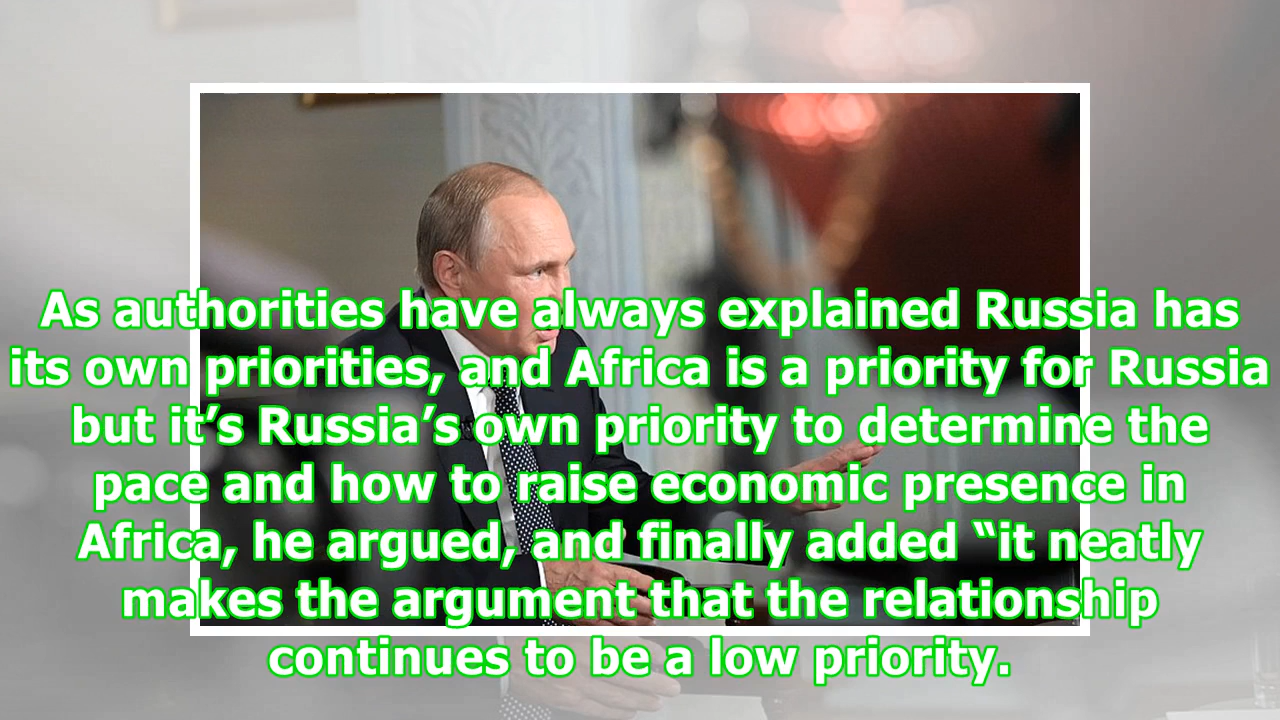 As authorities have always explained Russia has
its own priorities, and Africa is a priority for Russia
but it’s Russia’s own priority to determine the
pace and how to raise economic presence in
Africa, he argued, and finally added “it neatly
makes the argument that the relationship
continues to be a low priority.